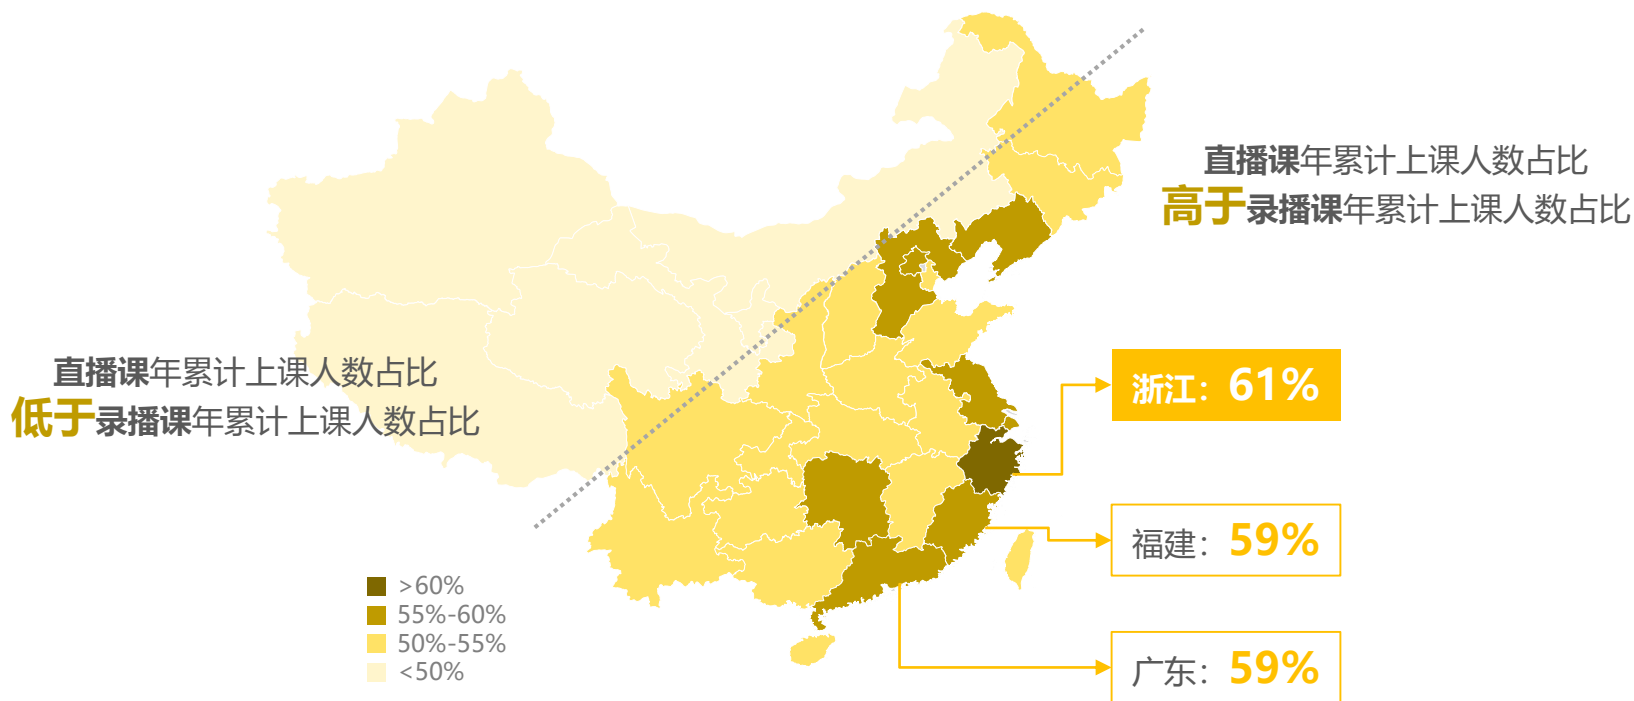 直播课年累计上课人数占比
高于录播课年累计上课人数占比
直播课年累计上课人数占比
低于录播课年累计上课人数占比
浙江：61%
福建：59%
广东：59%
>60%
55%-60%
50%-55%
<50%